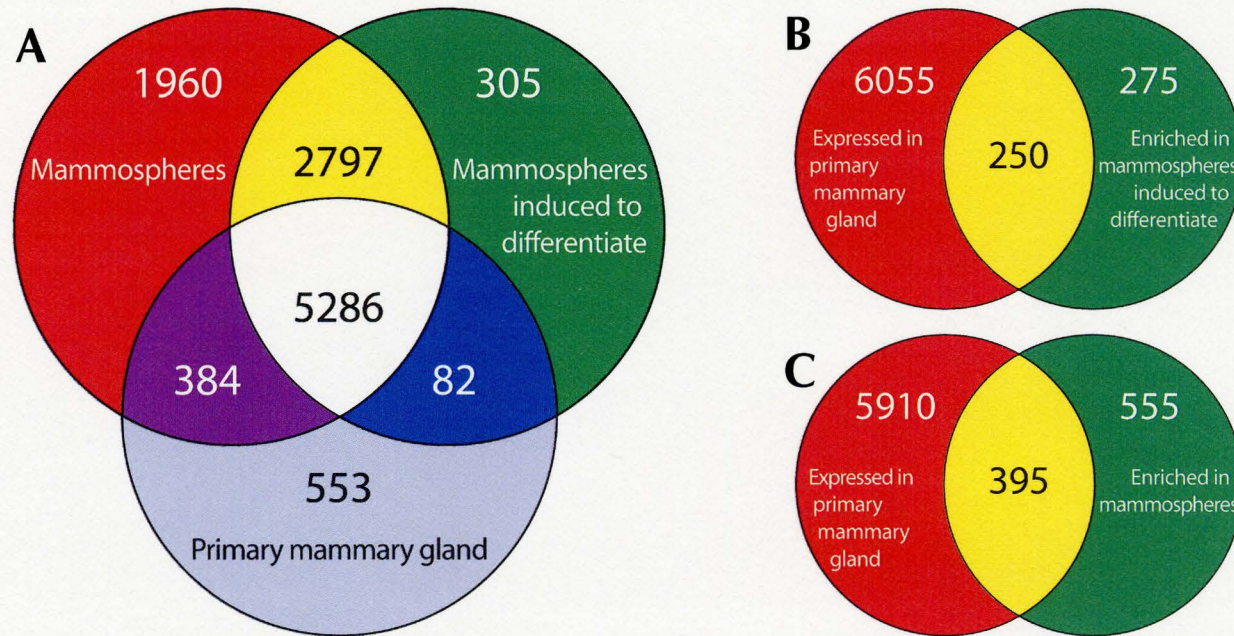 A
1960
305
Mammospheres
2797
Mammospheres
induced to
differentiate
5286
384
82
553
Primary mammary gland
B
6055
275
Expressed in
primary
mammary
gland
250
Enriched in
mammospheres
induced to
differentiate
C
5910
555
Expressed in
primary
mammary
gland
395
Enriched in
mammospheres